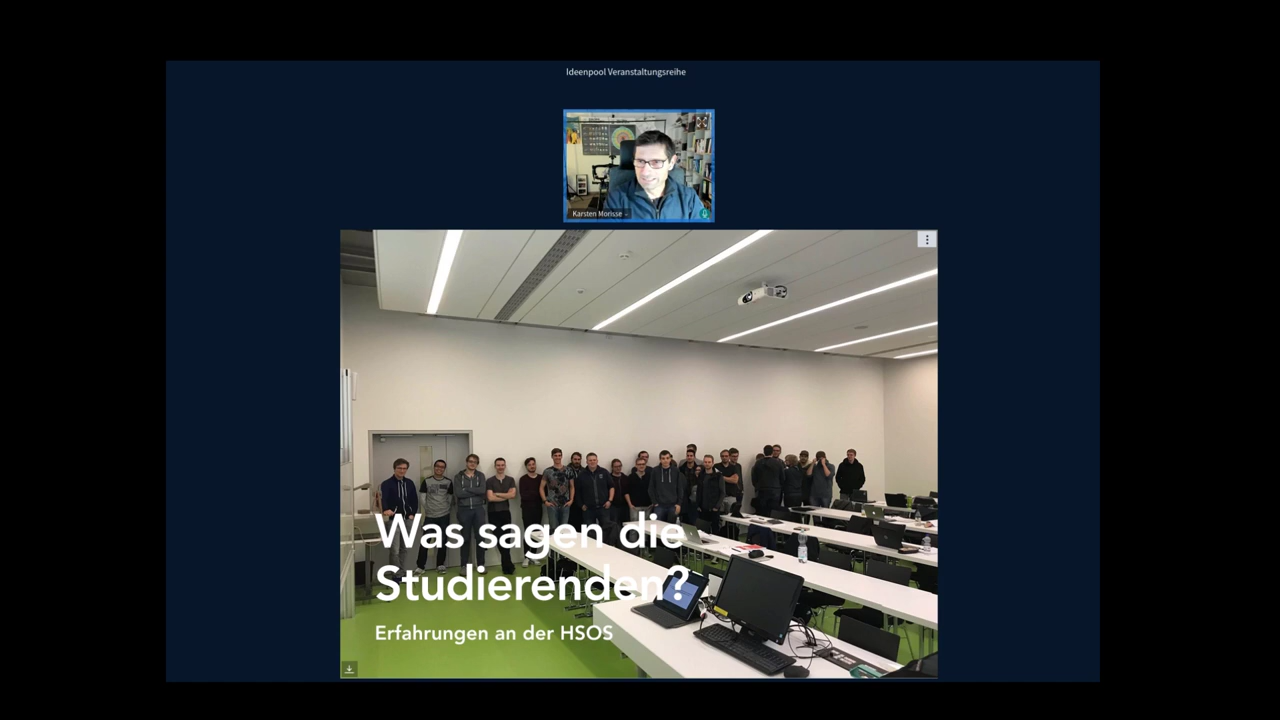 Ideenpool Veranstaltungsreihe
Karsten Morisse
Was sagen die
Studierenden?
Erfahrungen an der HSOS